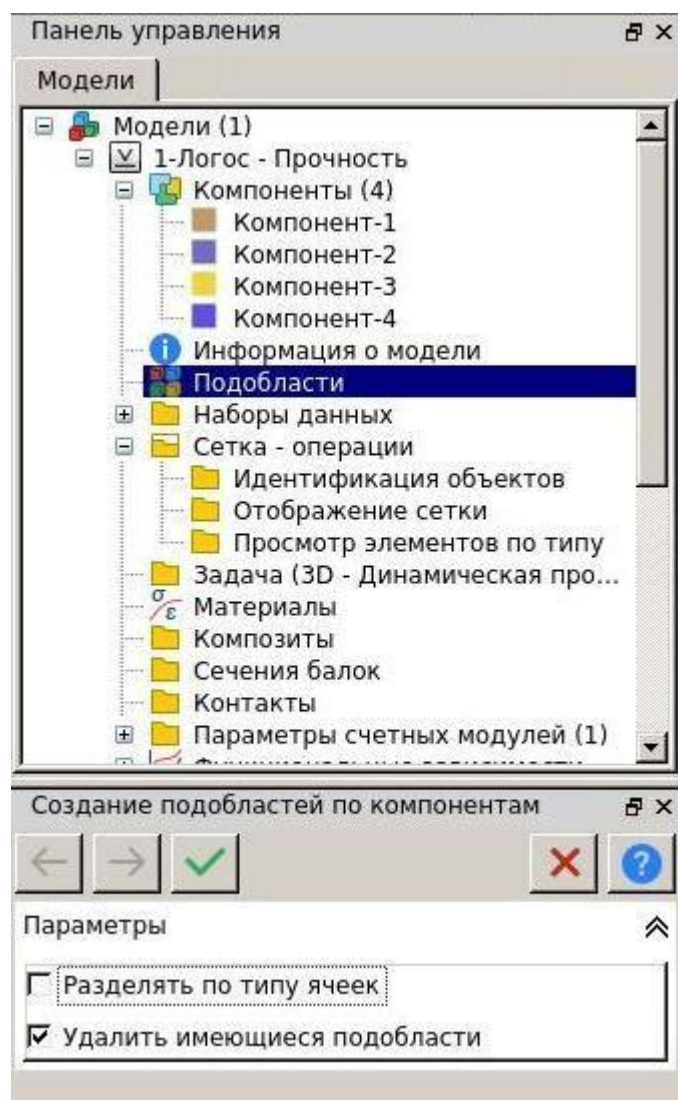 Панель управления
Модели
Модели (1)
1-Логос - Прочность
Компоненты (4)
Компонент-1
Компонент-2
Компонент-3
Компонент-4
Информация о модели
Подобласти
Наборы данных
Сетка - операции
Идентификация объектов
Отображение сетки
Просмотр элементов по типу
Задача (3D - Динамическая про...
σ
ε Материалы
Композиты
Сечения балок
Контакты
Параметры счетных модулей (1)
Создание подобластей по компонентам
Параметры
Разделять по типу ячеек
Удалить имеющиеся подобласти